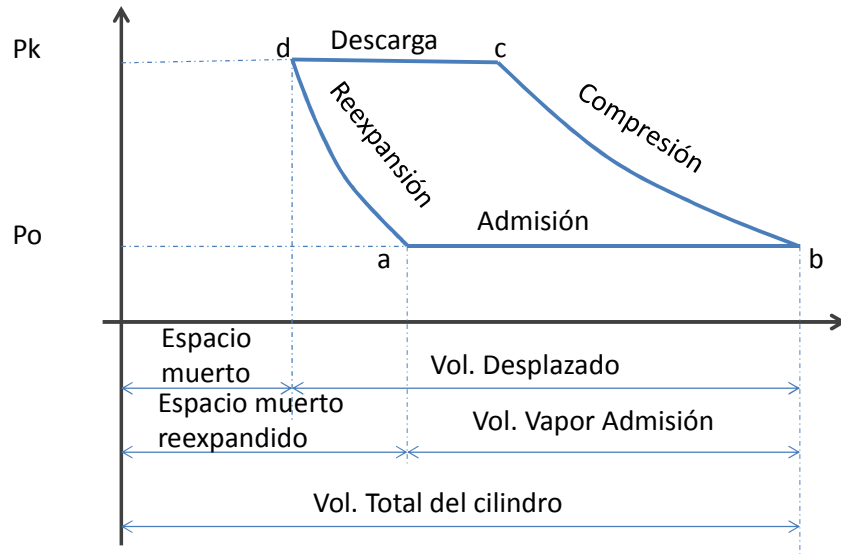 Pk
d
Descarga
c
Reexpansión
Compresión
Po
Admisión
a
b
Espacio
muerto
Vol. Desplazado
Espacio muerto
reexpandido
Vol. Vapor Admisión
Vol. Total del cilindro